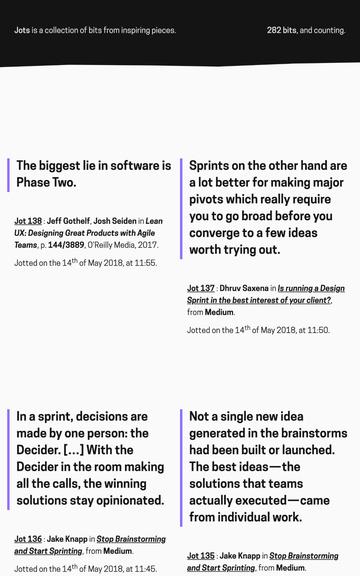 Jots is a collection of bits from inspiring pieces.
282 bits, and counting.
The biggest lie in software is
Phase Two.
Jot 138 : Jeff Gothelf, Josh Seiden in Lean
UX: Designing Great Products with Agile
Teams, p. 144/3889, O'Reilly Media, 2017.
Jotted on the 14th of May 2018, at 11:55.
Sprints on the other hand are
a lot better for making major
pivots which really require
you to go broad before you
converge to a few ideas
worth trying out.
Jot 137 : Dhruv Saxena in Is running a Design
Sprint in the best interest of your client?,
from Medium.
Jotted on the 14th of May 2018, at 11:50.
In a sprint, decisions are
made by one person: the
Decider. […] With the
Decider in the room making
all the calls, the winning
solutions stay opinionated.
Jot 136 : Jake Knapp in Stop Brainstorming
and Start Sprinting, from Medium.
Jotted on the 14th of May 2018, at 11:45.
Not a single new idea
generated in the brainstorms
had been built or launched.
The best ideas—the
solutions that teams
actually executed—came
from individual work.
Jot 135 : Jake Knapp in Stop Brainstorming
and Start Sprinting, from Medium.